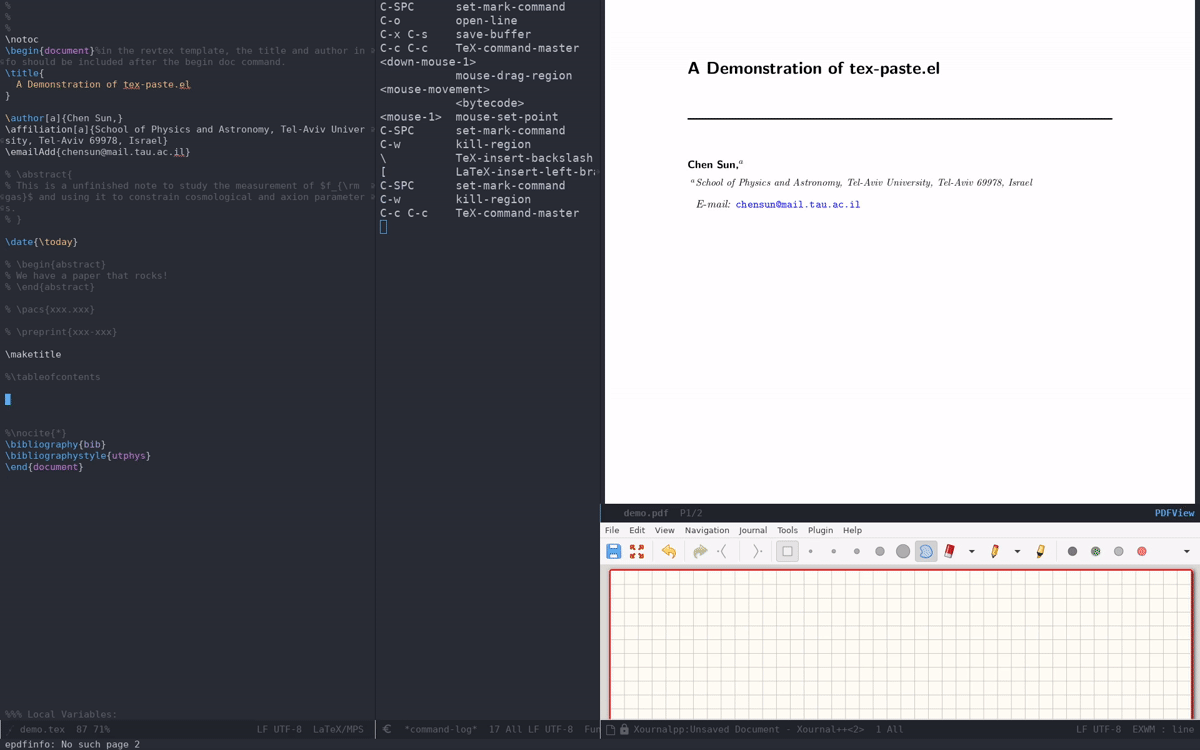 %
%
%
\notoc
\begin{document}%in the revtex template, the title and author in
fo should be included after the begin doc command.
\title{
  A Demonstration of tex-paste.el
}
\author[a]{Chen Sun,}
\affiliation[a]{School of Physics and Astronomy, Tel-Aviv Univer
sity, Tel-Aviv 69978, Israel}
\emailAdd{chensun@mail.tau.ac.il}
% \abstract{
% This is a unfinished note to study the measurement of $f_{\rm
gas}$ and using it to constrain cosmological and axion parameter
s.
% }
\date{\today}
% \begin{abstract}
% We have a paper that rocks!
% \end{abstract}
% \pacs{xxx.xxx}
% \preprint{xxx-xxx}
\maketitle
%\tableofcontents
%\nocite{*}
\bibliography{bib}
\bibliographystyle{utphys}
\end{document}
%%% Local Variables:
demo.tex 87 71% LF UTF-8 LaTeX/MPS
epdfinfo: No such page 2
C-SPC set-mark-command
C-o open-line
C-x C-s save-buffer
C-c C-c TeX-command-master
<down-mouse-1>
mouse-drag-region
<mouse-movement>
<bytecode>
<mouse-1> mouse-set-point
C-SPC set-mark-command
C-w kill-region
\ TeX-insert-backslash
[ LaTeX-insert-left-br
C-SPC set-mark-command
C-w kill-region
C-c C-c TeX-command-master
€ *command-log* 17 All LF UTF-8 Fun
A Demonstration of tex-paste.el
Chen Sun,a
a School of Physics and Astronomy, Tel-Aviv University, Tel-Aviv 69978, Israel
E-mail: chensun@mail.tau.ac.il
demo.pdf P1/2 PDFView
File Edit View Navigation Journal Tools Plugin Help
Xournalpp:Unsaved Document - Xournal++<2> 1 All LF UTF-8 EXWM : line